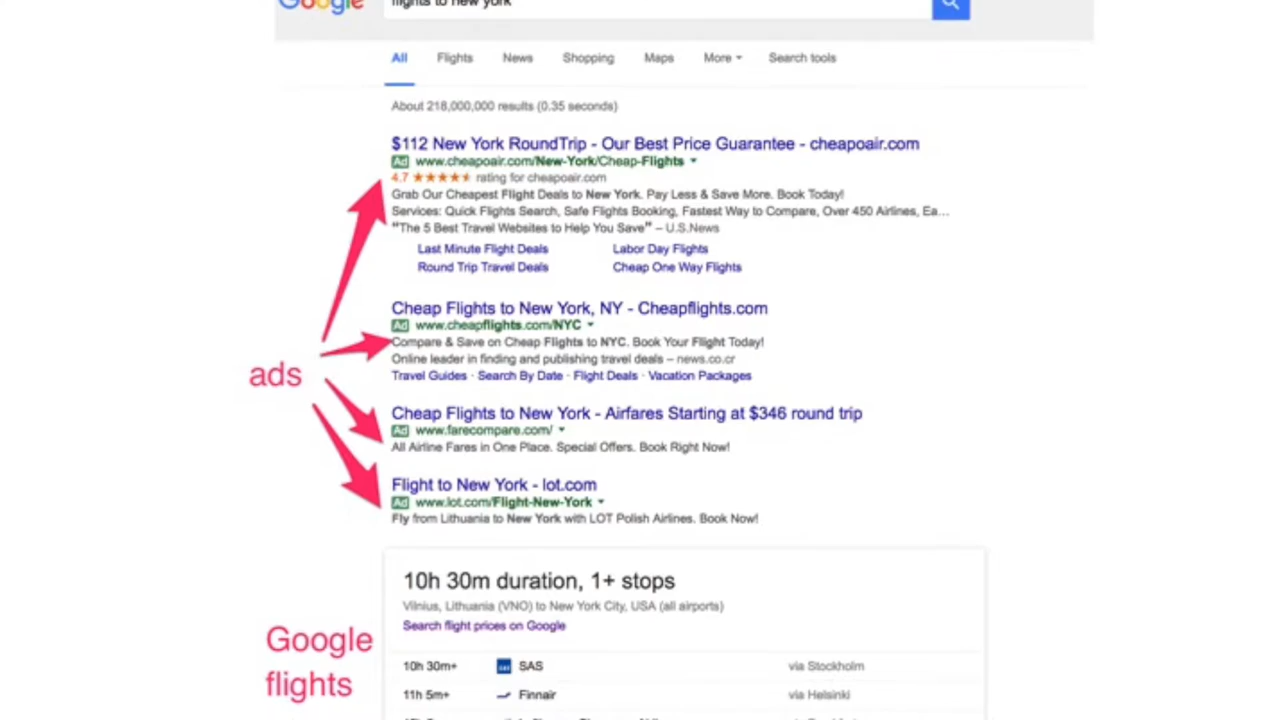 Google flights to new york
All Flights News Shopping Maps More Search tools
About 218,000,000 results (0.35 seconds)
$112 New York RoundTrip - Our Best Price Guarantee - cheapoair.com
Ad www.cheapoair.com/New-York/Cheap-Flights
4.7 ★★★★★ rating for cheapoair.com
Grab Our Cheapest Flight Deals to New York. Pay Less & Save More. Book Today!
Services: Quick Flights Search, Safe Flights Booking, Fastest Way to Compare, Over 450 Airlines, Ea...
"The 5 Best Travel Websites to Help You Save" – U.S.News
Last Minute Flight Deals Labor Day Flights
Round Trip Travel Deals Cheap One Way Flights
Cheap Flights to New York, NY - Cheapflights.com
Ad www.cheapflights.com/NYC
Compare & Save on Cheap Flights to NYC. Book Your Flight Today!
Online leader in finding and publishing travel deals – news.co.cr
Travel Guides · Search By Date · Flight Deals · Vacation Packages
ads
Cheap Flights to New York - Airfares Starting at $346 round trip
Ad www.farecompare.com/
All Airline Fares in One Place. Special Offers. Book Right Now!
Flight to New York - lot.com
Ad www.lot.com/Flight-New-York
Fly from Lithuania to New York with LOT Polish Airlines. Book Now!
10h 30m duration, 1+ stops
Vilnius, Lithuania (VNO) to New York City, USA (all airports)
Search flight prices on Google
Google
flights
10h 30m+ SAS via Stockholm
11h 5m+ Finnair via Helsinki